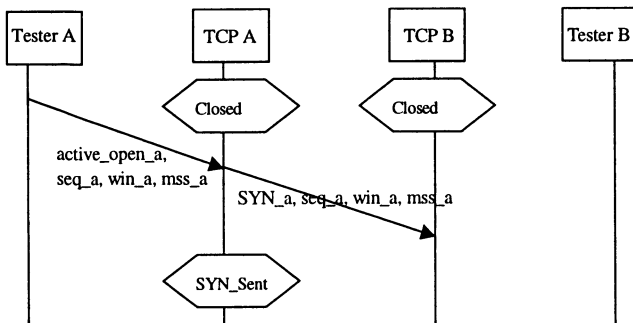 Tester A
TCP A
TCP B
Tester B
Closed
Closed
active_open_a,
seq_a, win_a, mss_a
SYN_a, seq_a, win_a, mss_a
SYN_Sent